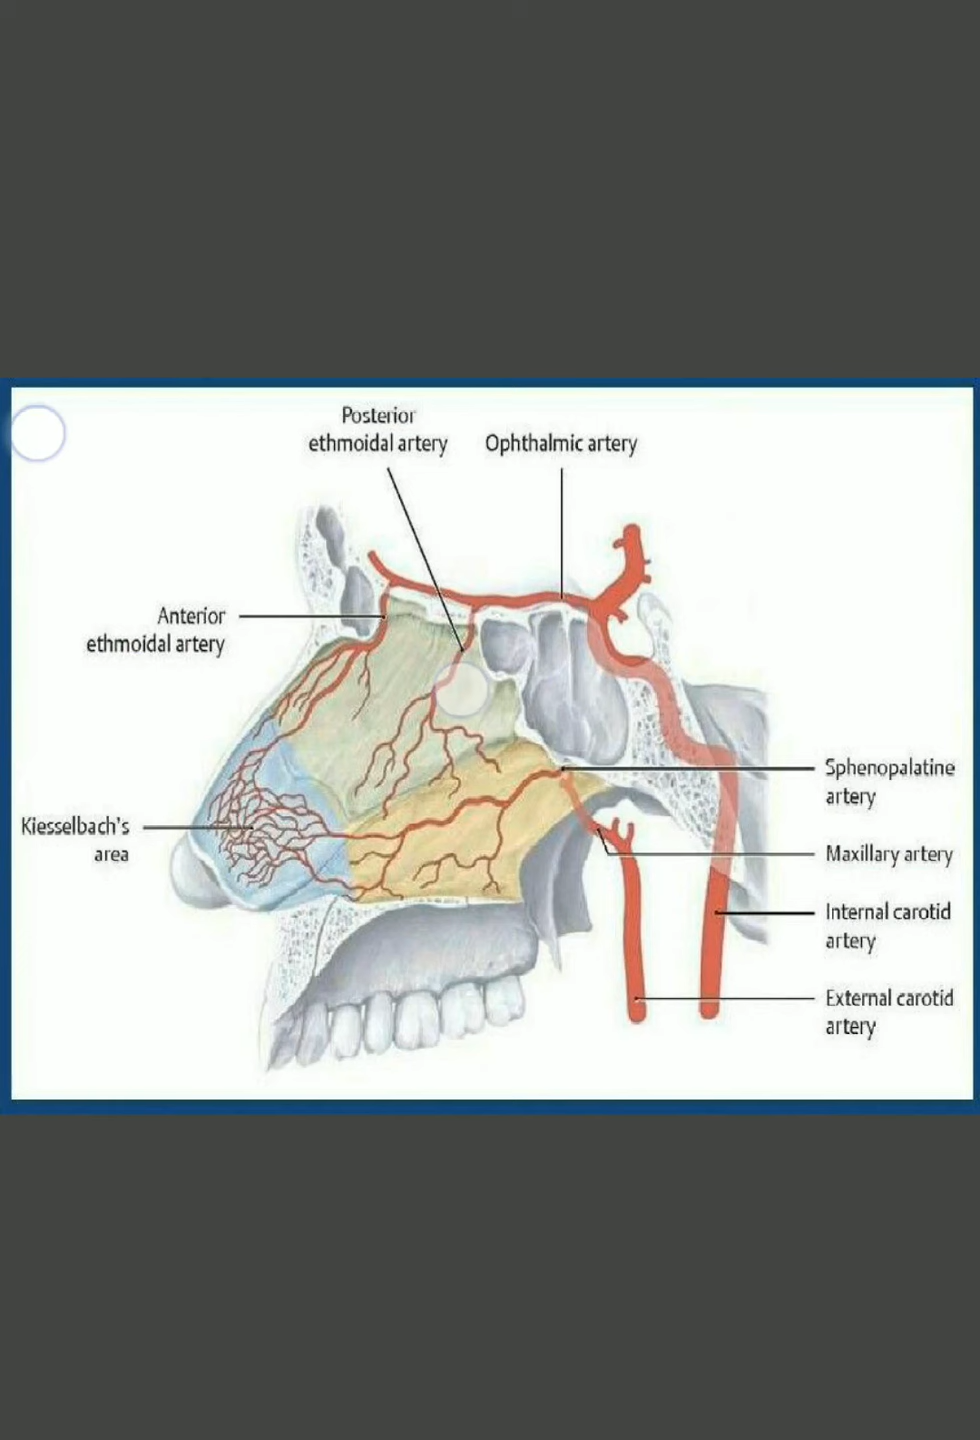 Posterior
ethmoidal artery
Ophthalmic artery
Anterior
ethmoidal artery
Sphenopalatine
artery
Kiesselbach's
area
Maxillary artery
Internal carotid
artery
External carotid
artery